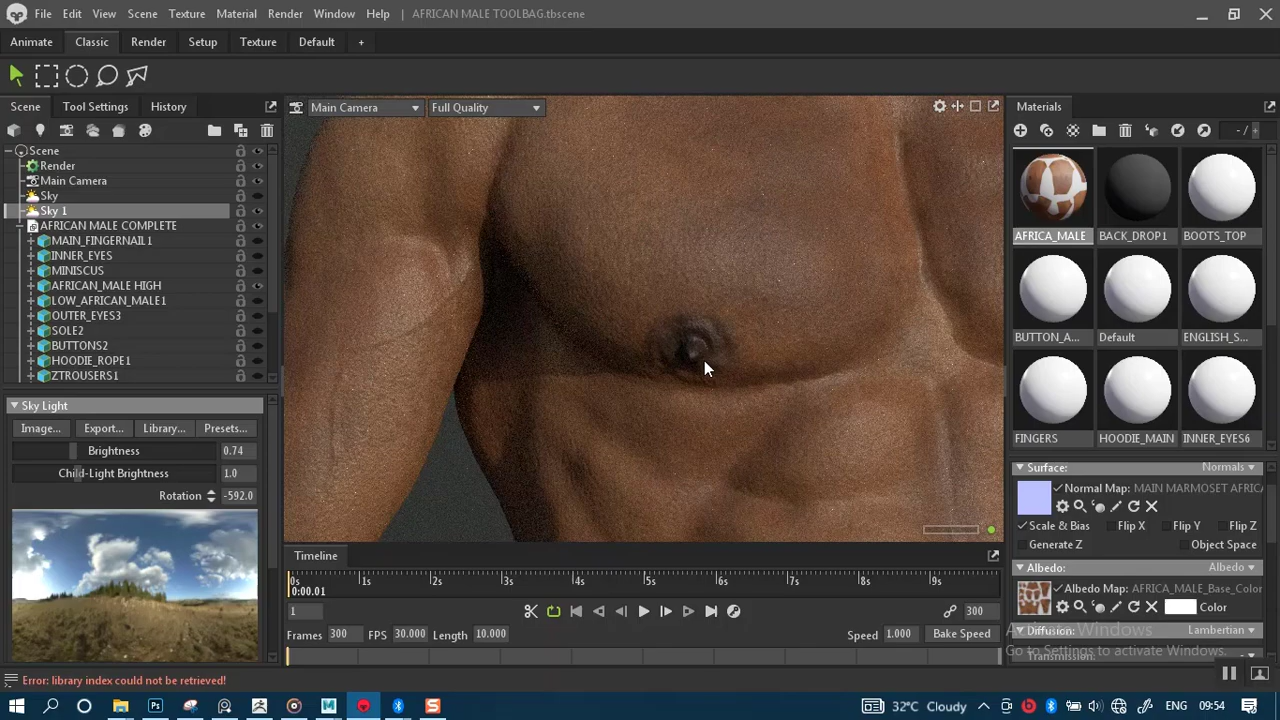 File Edit View Scene Texture Material Render Window Help AFRICAN MALE TOOLBAG.tbscene
Animate Classic Render Setup Texture Default +
Scene Tool Settings History
Main Camera Full Quality
Materials
- / +
Scene
Render
Main Camera
Sky
Sky 1
AFRICAN MALE COMPLETE
MAIN_FINGERNAIL1
INNER_EYES
MINISCUS
AFRICAN_MALE HIGH
LOW_AFRICAN_MALE1
OUTER_EYES3
SOLE2
BUTTONS2
HOODIE_ROPE1
ZTROUSERS1
Sky Light
Image... Export... Library... Presets...
Brightness 0.74
Child-Light Brightness 1.0
Rotation -592.0
AFRICA_MALE BACK_DROP1 BOOTS_TOP
BUTTON_A... Default ENGLISH_S...
FINGERS HOODIE_MAIN INNER_EYES6
Surface: Normals
Normal Map: MAIN MARMOSET AFRIC
Scale & Bias Flip X Flip Y Flip Z
Generate Z Object Space
Albedo: Albedo
Albedo Map: AFRICA_MALE_Base_Color
Color
Diffusion: Lambertian
Transmission:
Activate Windows
Go to Settings to activate Windows.
Timeline
0s 1s 2s 3s 4s 5s 6s 7s 8s 9s
0:00.01
1 300
Frames 300 FPS 30.000 Length 10.000 Speed 1.000 Bake Speed
Error: library index could not be retrieved!
32°C Cloudy ENG 09:54